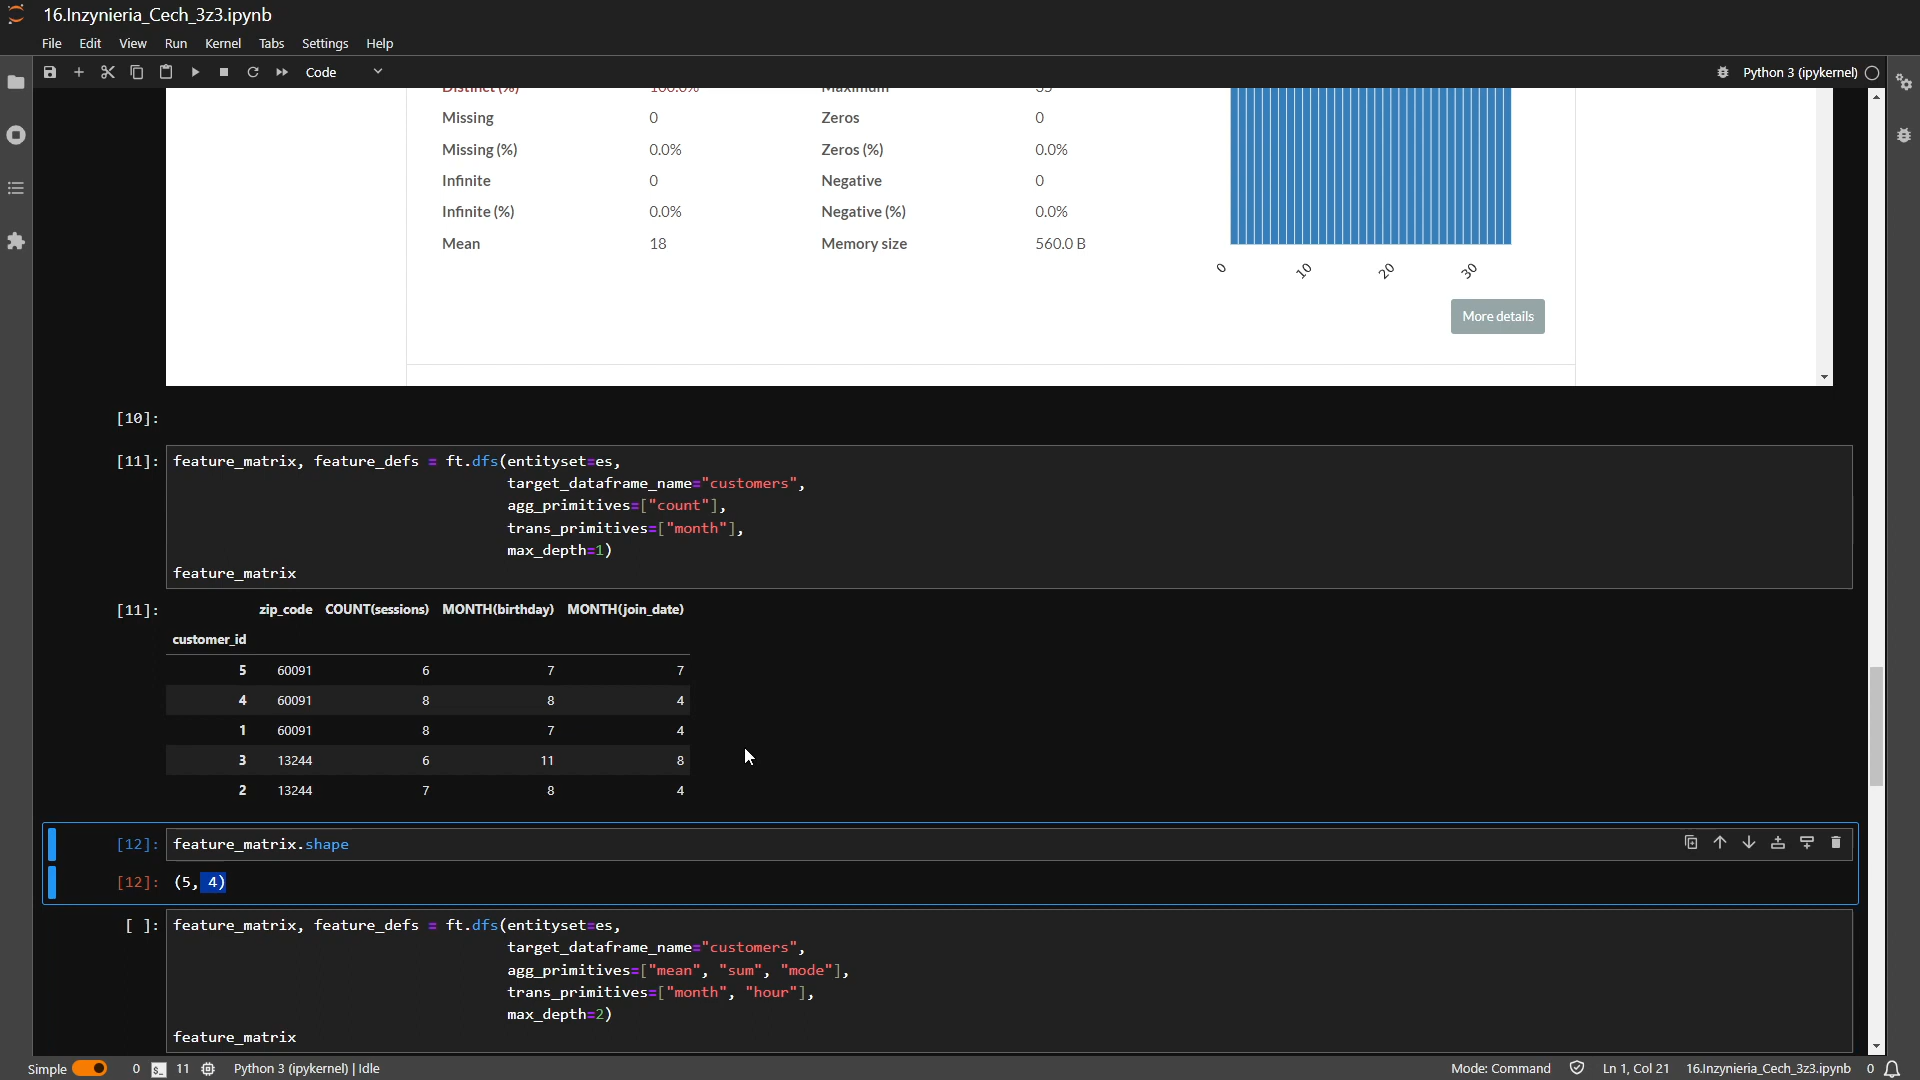 16.Inzynieria_Cech_3z3.ipynb
File Edit View Run Kernel Tabs Settings Help
Code
Python 3 (ipykernel)
Distinct (%) 100.0% Maximum 35
Missing 0 Zeros 0
Missing (%) 0.0% Zeros (%) 0.0%
Infinite 0 Negative 0
Infinite (%) 0.0% Negative (%) 0.0%
Mean 18 Memory size 560.0 B
0 10 20 30
More details
[10]:
[11]: feature_matrix, feature_defs = ft.dfs(entityset=es,
target_dataframe_name="customers",
agg_primitives=["count"],
trans_primitives=["month"],
max_depth=1)
feature_matrix
[11]: zip_code COUNT(sessions) MONTH(birthday) MONTH(join_date)
customer_id
5 60091 6 7 7
4 60091 8 8 4
1 60091 8 7 4
3 13244 6 11 8
2 13244 7 8 4
[12]: feature_matrix.shape
[12]: (5, 4)
[ ]: feature_matrix, feature_defs = ft.dfs(entityset=es,
target_dataframe_name="customers",
agg_primitives=["mean", "sum", "mode"],
trans_primitives=["month", "hour"],
max_depth=2)
feature_matrix
Simple 0 $_ 11 Python 3 (ipykernel) | Idle Mode: Command Ln 1, Col 21 16.Inzynieria_Cech_3z3.ipynb 0